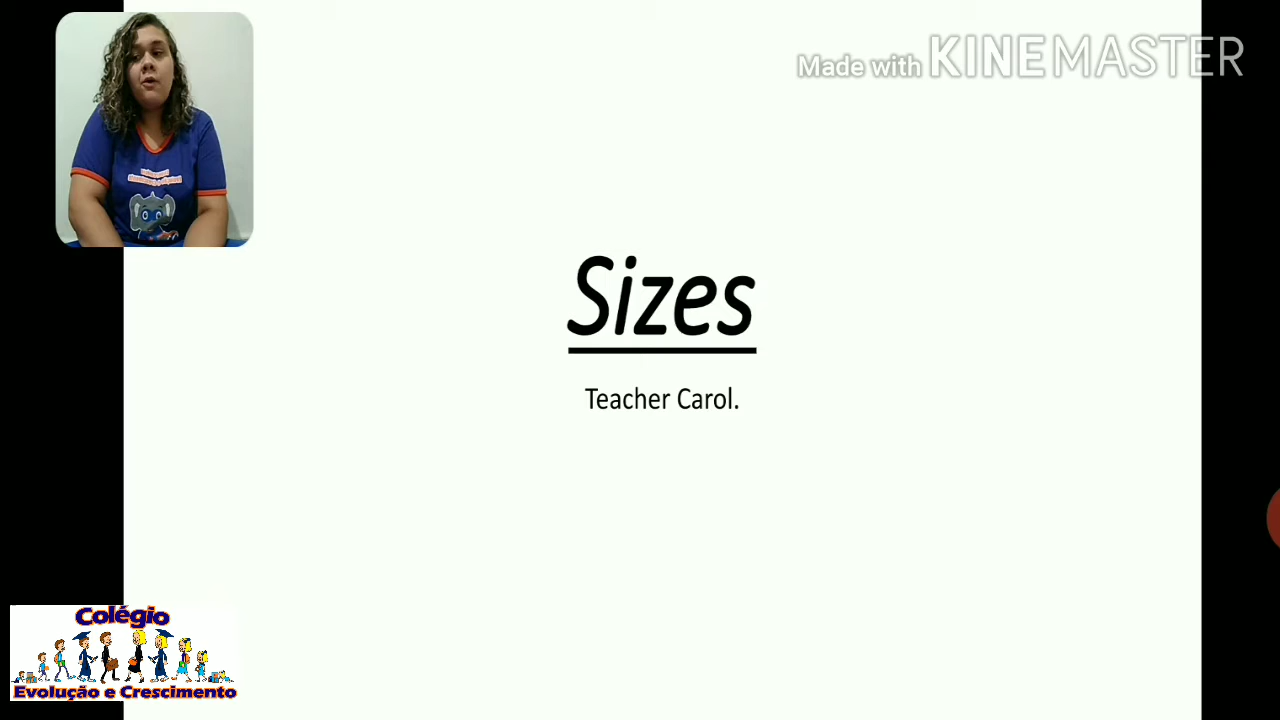 Made with KINEMASTER
Sizes
Teacher Carol.
Colégio
Evolução e Crescimento